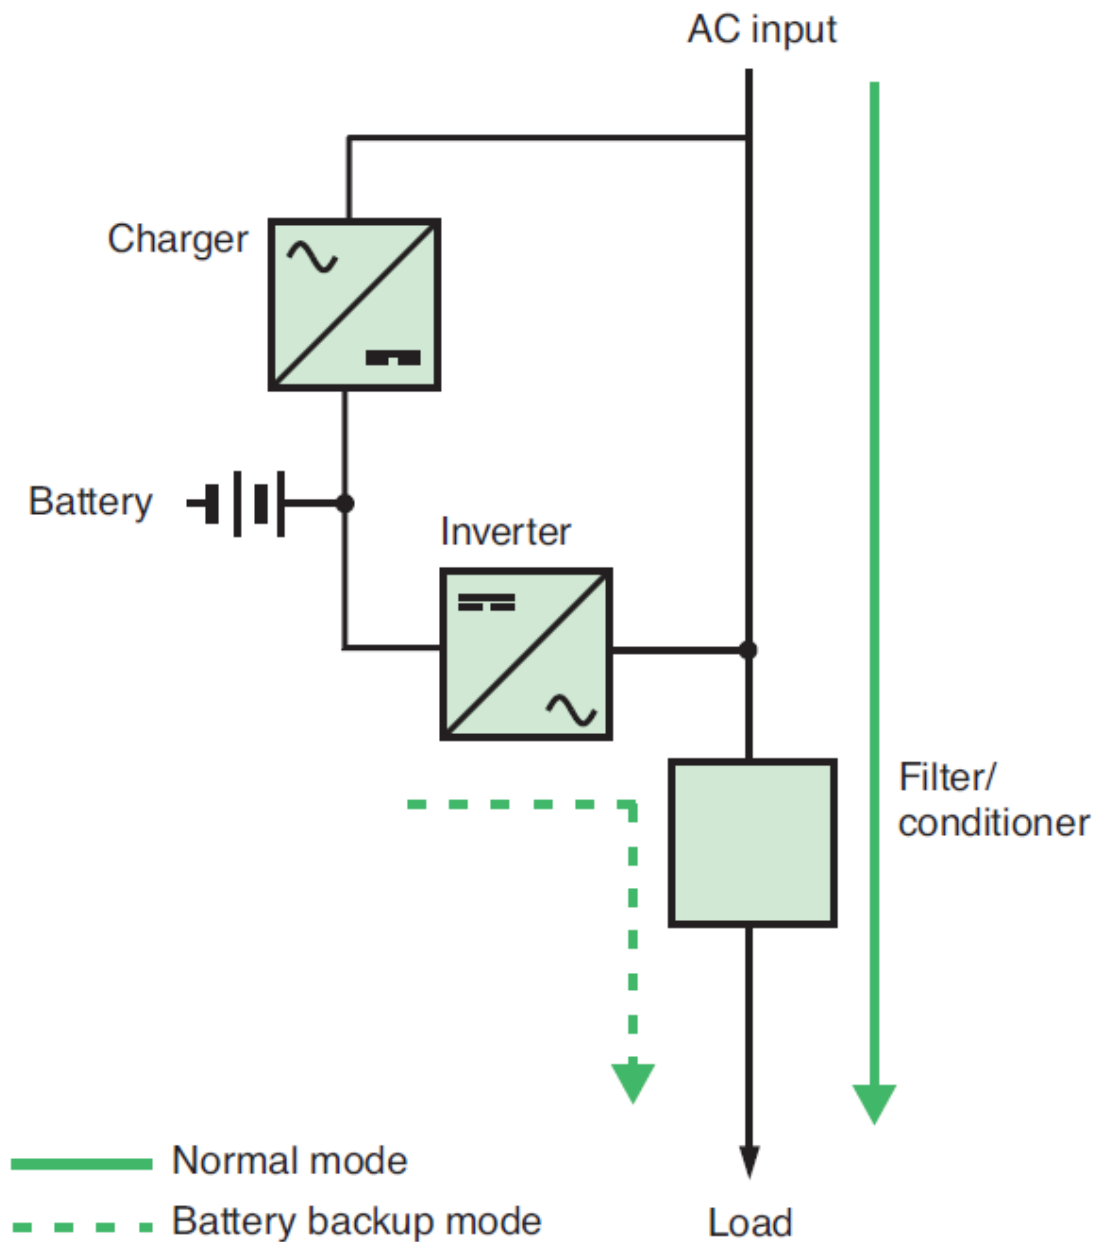 AC input
Charger
Battery
Inverter
Filter/
conditioner
Normal mode
Battery backup mode
Load